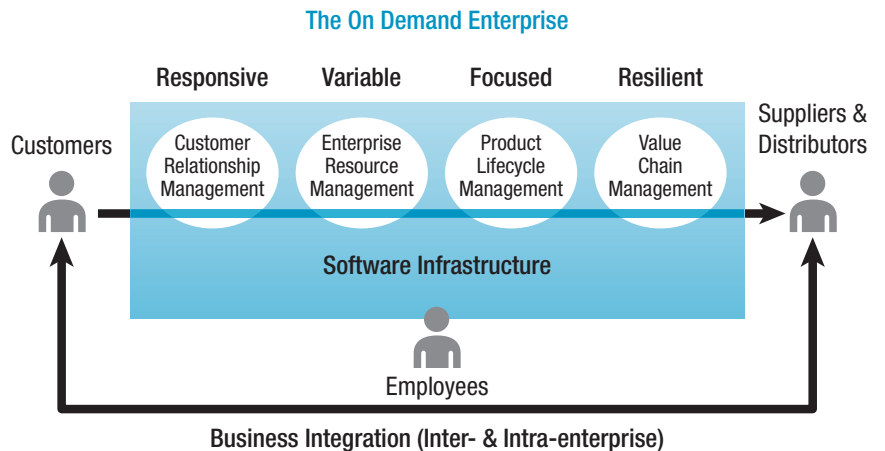 The On Demand Enterprise
Responsive
Variable
Focused
Resilient
Customers
Customer
Relationship
Management
Enterprise
Resource
Management
Product
Lifecycle
Management
Value
Chain
Management
Suppliers &
Distributors
Software Infrastructure
Employees
Business Integration (Inter- & Intra-enterprise)